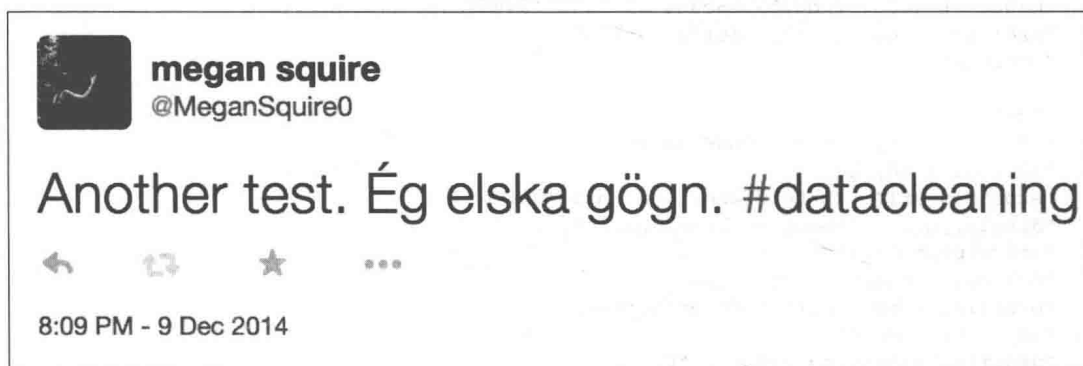 megan squire
@MeganSquire0
Another test. Ég elska gögn. #datacleaning
8:09 PM - 9 Dec 2014